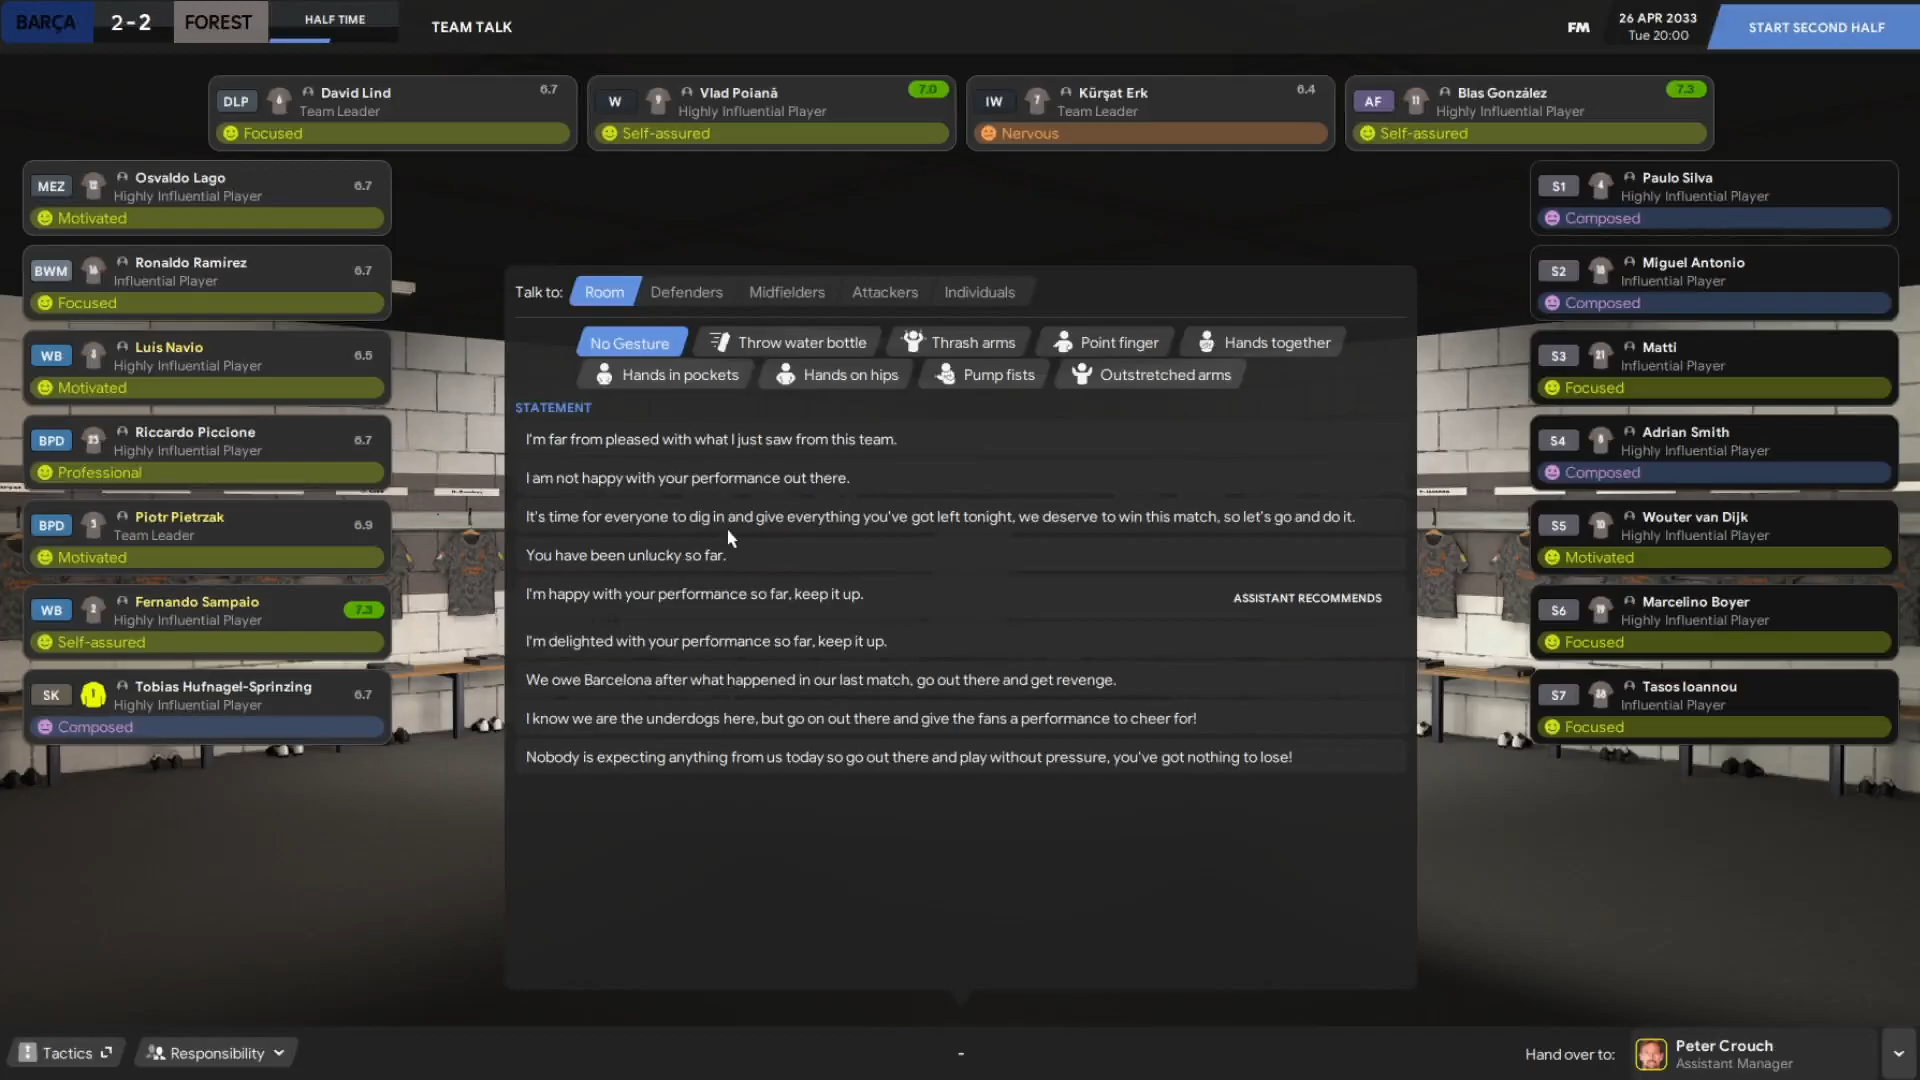 BARÇA 2-2 FOREST HALF TIME TEAM TALK
FM 26 APR 2033 Tue 20:00 START SECOND HALF
DLP 6 David Lind 6.7
Team Leader
Focused
W 9 Vlad Poiană 7.0
Highly Influential Player
Self-assured
IW 7 Kürşat Erk 6.4
Team Leader
Nervous
AF 11 Blas González 7.3
Highly Influential Player
Self-assured
MEZ 12 Osvaldo Lago 6.7
Highly Influential Player
Motivated
BWM Ronaldo Ramírez 6.7
Influential Player
Focused
WB 3 Luís Navio 6.5
Highly Influential Player
Motivated
BPD Riccardo Piccione 6.7
Highly Influential Player
Professional
BPD 5 Piotr Pietrzak 6.9
Team Leader
Motivated
WB 2 Fernando Sampaio 7.3
Highly Influential Player
Self-assured
SK 1 Tobias Hufnagel-Sprinzing 6.7
Highly Influential Player
Composed
Talk to: Room Defenders Midfielders Attackers Individuals
No Gesture Throw water bottle Thrash arms Point finger Hands together
Hands in pockets Hands on hips Pump fists Outstretched arms
STATEMENT
I'm far from pleased with what I just saw from this team.
I am not happy with your performance out there.
It's time for everyone to dig in and give everything you've got left tonight, we deserve to win this match, so let's go and do it.
You have been unlucky so far.
I'm happy with your performance so far, keep it up. ASSISTANT RECOMMENDS
I'm delighted with your performance so far, keep it up.
We owe Barcelona after what happened in our last match, go out there and get revenge.
I know we are the underdogs here, but go on out there and give the fans a performance to cheer for!
Nobody is expecting anything from us today so go out there and play without pressure, you've got nothing to lose!
S1 4 Paulo Silva
Highly Influential Player
Composed
S2 Miguel Antonio
Influential Player
Composed
S3 21 Matti
Influential Player
Focused
S4 Adrian Smith
Highly Influential Player
Composed
S5 10 Wouter van Dijk
Highly Influential Player
Motivated
S6 19 Marcelino Boyer
Highly Influential Player
Focused
S7 Tasos Ioannou
Influential Player
Focused
Tactics Responsibility - Hand over to: Peter Crouch
Assistant Manager